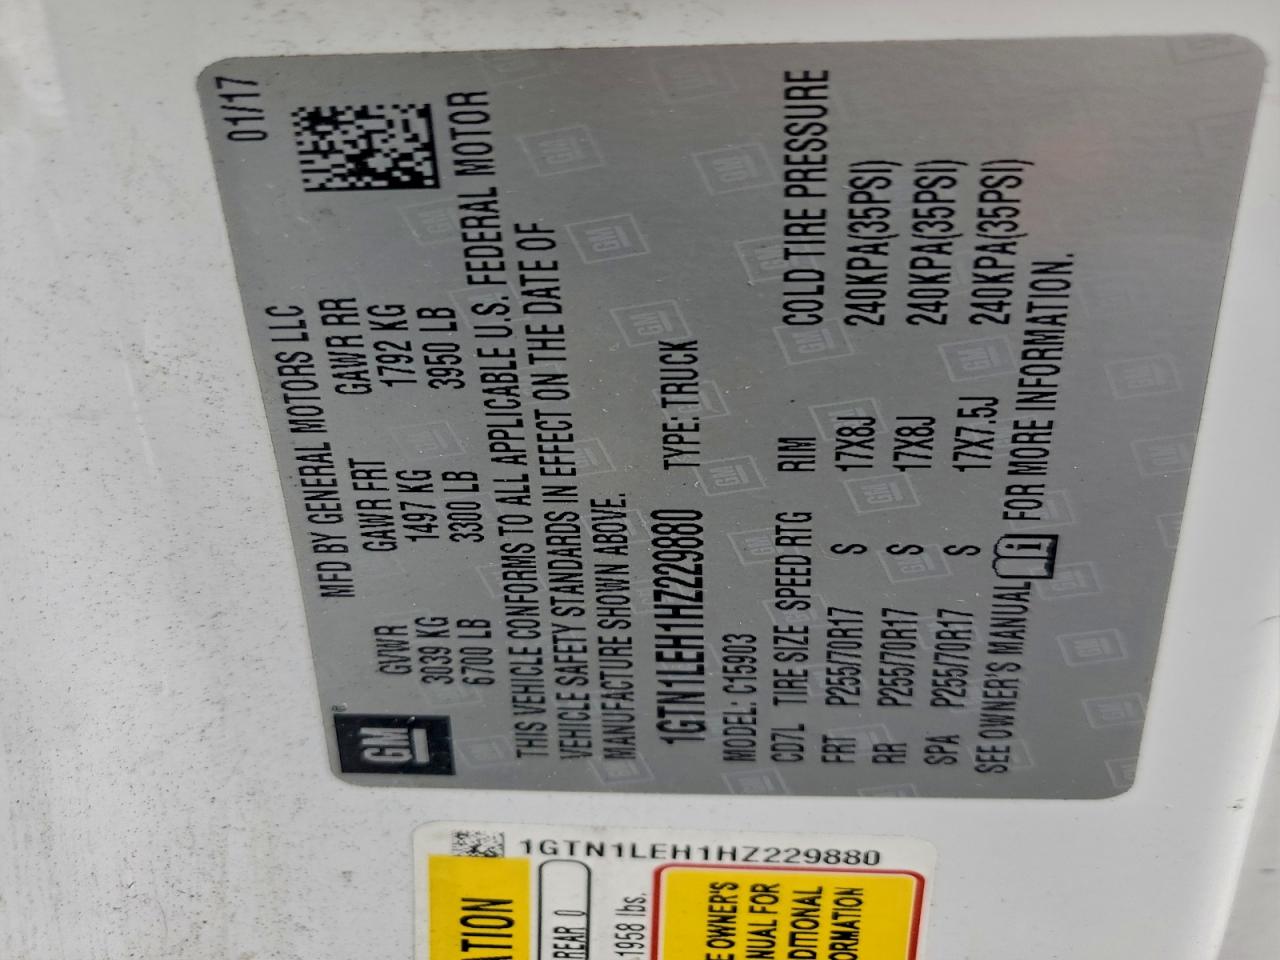 MFD BY GENERAL MOTORS LLC 01/17
GM ®
GVWR GAWR FRT GAWR RR
3039 KG 1497 KG 1792 KG
6700 LB 3300 LB 3950 LB
THIS VEHICLE CONFORMS TO ALL APPLICABLE U.S. FEDERAL MOTOR
VEHICLE SAFETY STANDARDS IN EFFECT ON THE DATE OF
MANUFACTURE SHOWN ABOVE.
1GTN1LEH1HZ229880 TYPE: TRUCK
MODEL: C15903
CD7L TIRE SIZE SPEED RTG RIM COLD TIRE PRESSURE
FRT P255/70R17 S 17X8J 240KPA(35PSI)
RR P255/70R17 S 17X8J 240KPA(35PSI)
SPA P255/70R17 S 17X7.5J 240KPA(35PSI)
SEE OWNER'S MANUAL i FOR MORE INFORMATION.
1GTN1LEH1HZ229880
ATION
REAR 0
1958 lbs.
E OWNER'S
NUAL FOR
DITIONAL
ORMATION